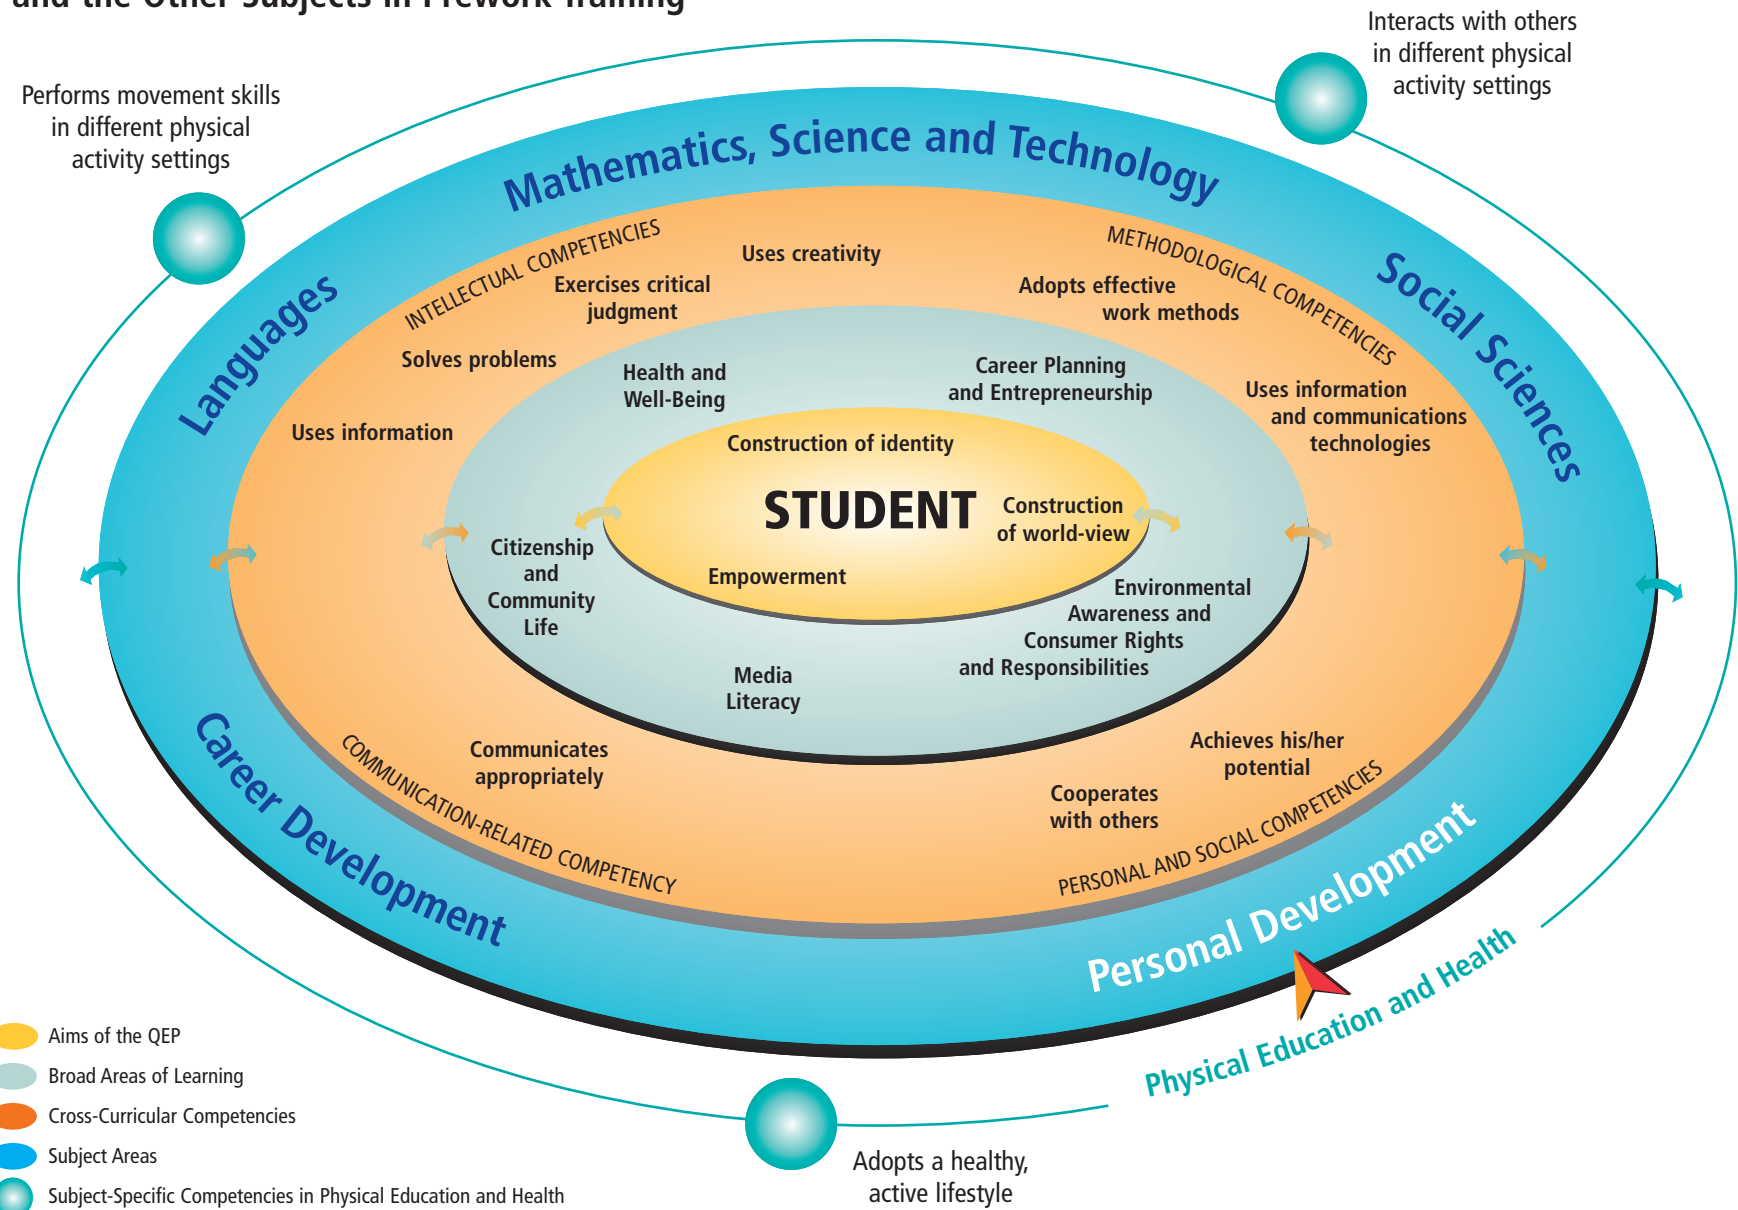 and the Other Subjects in Prework Training
Interacts with others
in different physical
activity settings
Performs movement skills
in different physical
activity settings
Mathematics, Science and Technology
Languages
Social Sciences
INTELLECTUAL COMPETENCIES
METHODOLOGICAL COMPETENCIES
Uses creativity
Exercises critical
judgment
Adopts effective
work methods
Solves problems
Uses information
Uses information
and communications
technologies
Health and
Well-Being
Career Planning
and Entrepreneurship
Construction of identity
STUDENT
Construction
of world-view
Empowerment
Citizenship
and
Community
Life
Environmental
Awareness and
Consumer Rights
and Responsibilities
Media
Literacy
Communicates
appropriately
Achieves his/her
potential
Cooperates
with others
COMMUNICATION-RELATED COMPETENCY
PERSONAL AND SOCIAL COMPETENCIES
Career Development
Personal Development
Physical Education and Health
Aims of the QEP
Broad Areas of Learning
Cross-Curricular Competencies
Subject Areas
Subject-Specific Competencies in Physical Education and Health
Adopts a healthy,
active lifestyle